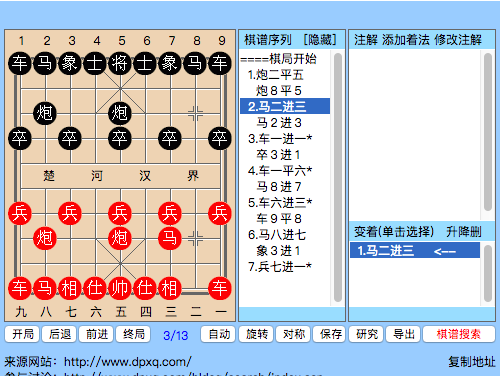 1 2 3 4 5 6 7 8 9
车 马 象 士 将 士 象 马 车
炮 炮
卒 卒 卒 卒 卒
楚 河 汉 界
兵 兵 兵 兵 兵
炮 炮 马
车 马 相 仕 帅 仕 相 车
九 八 七 六 五 四 三 二 一
棋谱序列 [隐藏]
====棋局开始
1.炮二平五
炮８平５
2.马二进三
马２进３
3.车一进一*
卒３进１
4.车一平六*
马８进７
5.车六进三*
车９平８
6.马八进七
象３进１
7.兵七进一*
注解 添加着法 修改注解
变着(单击选择) 升降删
1.马二进三 <--
开局 后退 前进 终局 3/13 自动 旋转 对称 保存 研究 导出 棋谱搜索
来源网站：http://www.dpxq.com/ 复制地址